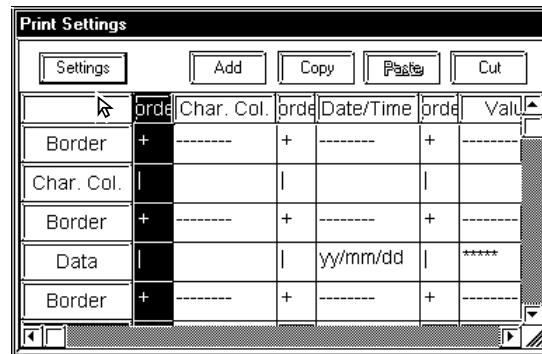 Print Settings
Settings Add Copy Paste Cut
orde Char. Col. orde Date/Time orde Valu
Border + -------- + -------- + --------
Char. Col. | | |
Border + -------- + -------- + --------
Data | | yy/mm/dd | *****
Border + -------- + -------- + --------